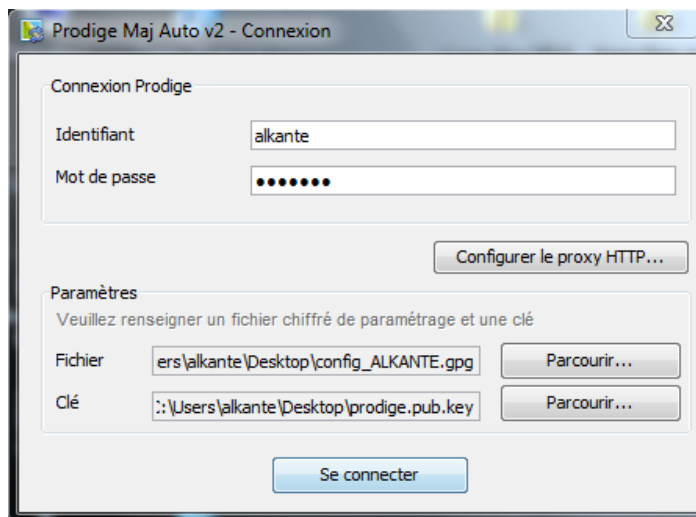 Prodige Maj Auto v2 - Connexion
Connexion Prodige
Identifiant alkante
Mot de passe •••••••
Configurer le proxy HTTP...
Paramètres
Veuillez renseigner un fichier chiffré de paramétrage et une clé
Fichier ers\alkante\Desktop\config_ALKANTE.gpg Parcourir...
Clé :\Users\alkante\Desktop\prodige.pub.key Parcourir...
Se connecter